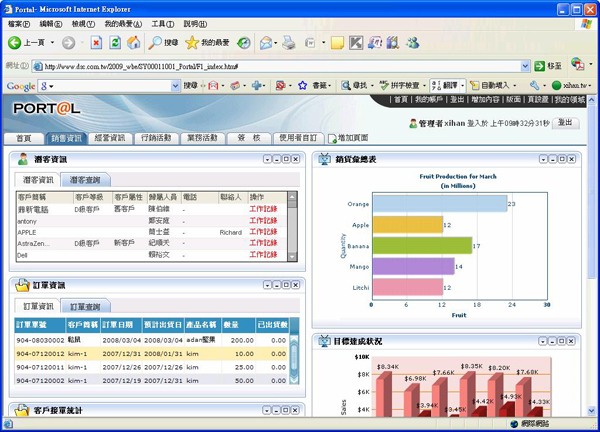 Portal- Microsoft Internet Explorer
檔案(F) 編輯(E) 檢視(V) 我的最愛(A) 工具(T) 說明(H)
上一頁 搜尋 我的最愛
網址(D) http://www.dsc.com.tw/2009_wbe/SY00011001_Portal/F1_index.htm# 移至
Google 搜尋 書籤 尋找 拼字檢查 翻譯 自動填入 xihan.tw
PORT@L
| 首頁 | 我的帳戶 | 登出 | 增加內容 | 版面 | 頁設置 | 我的領域
管理者 xihan 登入於 上午09時32分31秒 登出
首頁 銷售資訊 經營資訊 行銷活動 業務活動 簽 核 使用者自訂 增加頁面
潛客資訊
潛客資訊 潛客查詢
客戶簡稱 客戶等級 客戶屬性 歸屬人員 電話 聯絡人 操作
鼎新電腦 D級客戶 舊客戶 陳伯維 - 工作記錄
antony 鄭安庭 - 工作記錄
APPLE 簡士益 - Richard 工作記錄
AstraZen... D級客戶 新客戶 紀順天 - 工作記錄
Dell 賴裕文 - 工作記錄
訂單資訊
訂單資訊 訂單查詢
訂單單號 客戶簡稱 訂單日期 預計出貨日 產品名稱 數量 已出貨數
904-08030002 鬆鼠 2008/03/04 2008/03/04 adan堅果 200.00 0.00
904-07120012 kim-1 2007/12/31 2008/01/31 kim 10.00 0.00
904-07120011 kim-1 2007/12/26 2007/12/26 kim 25.00 0.00
904-07120010 kim-1 2007/12/19 2007/12/31 kim 50.00 0.00
客戶接單統計
銷貨彙總表
Fruit Production for March
(in Millions)
Quantity
Orange 23
Apple 12
Banana 17
Mango 14
Litchi 12
0 6 12 18 24 30
Fruit
目標達成狀況
$10K
$8K
$6K
$4K
Sales
$8.34K $6.98K $7.66K $8.35K $8.20K $7.68K
$3.94K $3.45K $4.42K $4.93K $4.33K
網際網路